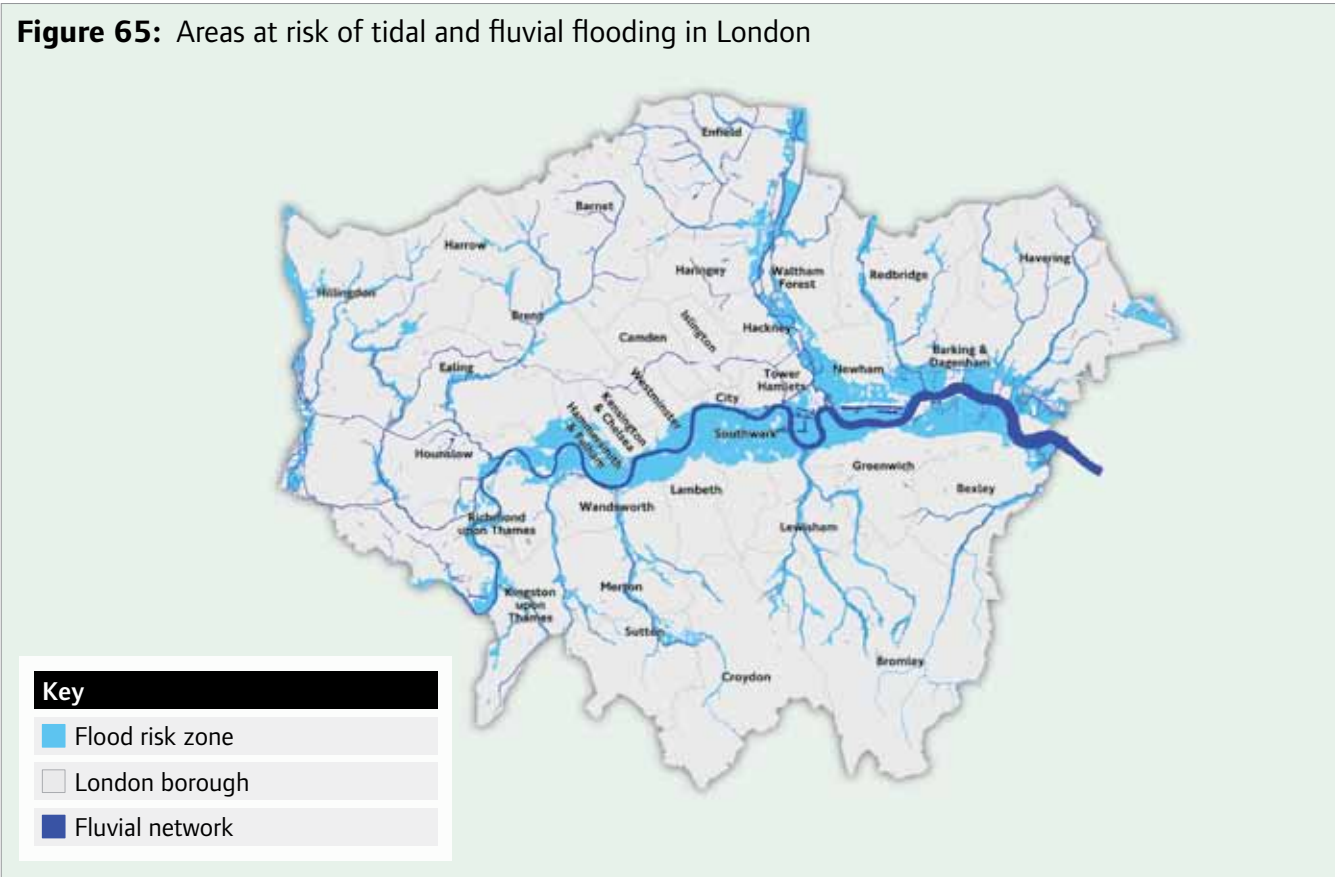 Figure 65: Areas at risk of tidal and fluvial flooding in London
Enfield
Barnet
Harrow
Haringey
Waltham
Forest
Redbridge
Havering
Hillingdon
Brent
Camden
Islington
Hackney
Barking &
Dagenham
Ealing
Tower
Hamlets
Newham
Westminster
City
Kensington
& Chelsea
Hammersmith
& Fulham
Southwark
Hounslow
Greenwich
Lambeth
Bexley
Wandsworth
Richmond
upon Thames
Lewisham
Kingston
upon
Thames
Merton
Sutton
Bromley
Croydon
Key
Flood risk zone
London borough
Fluvial network